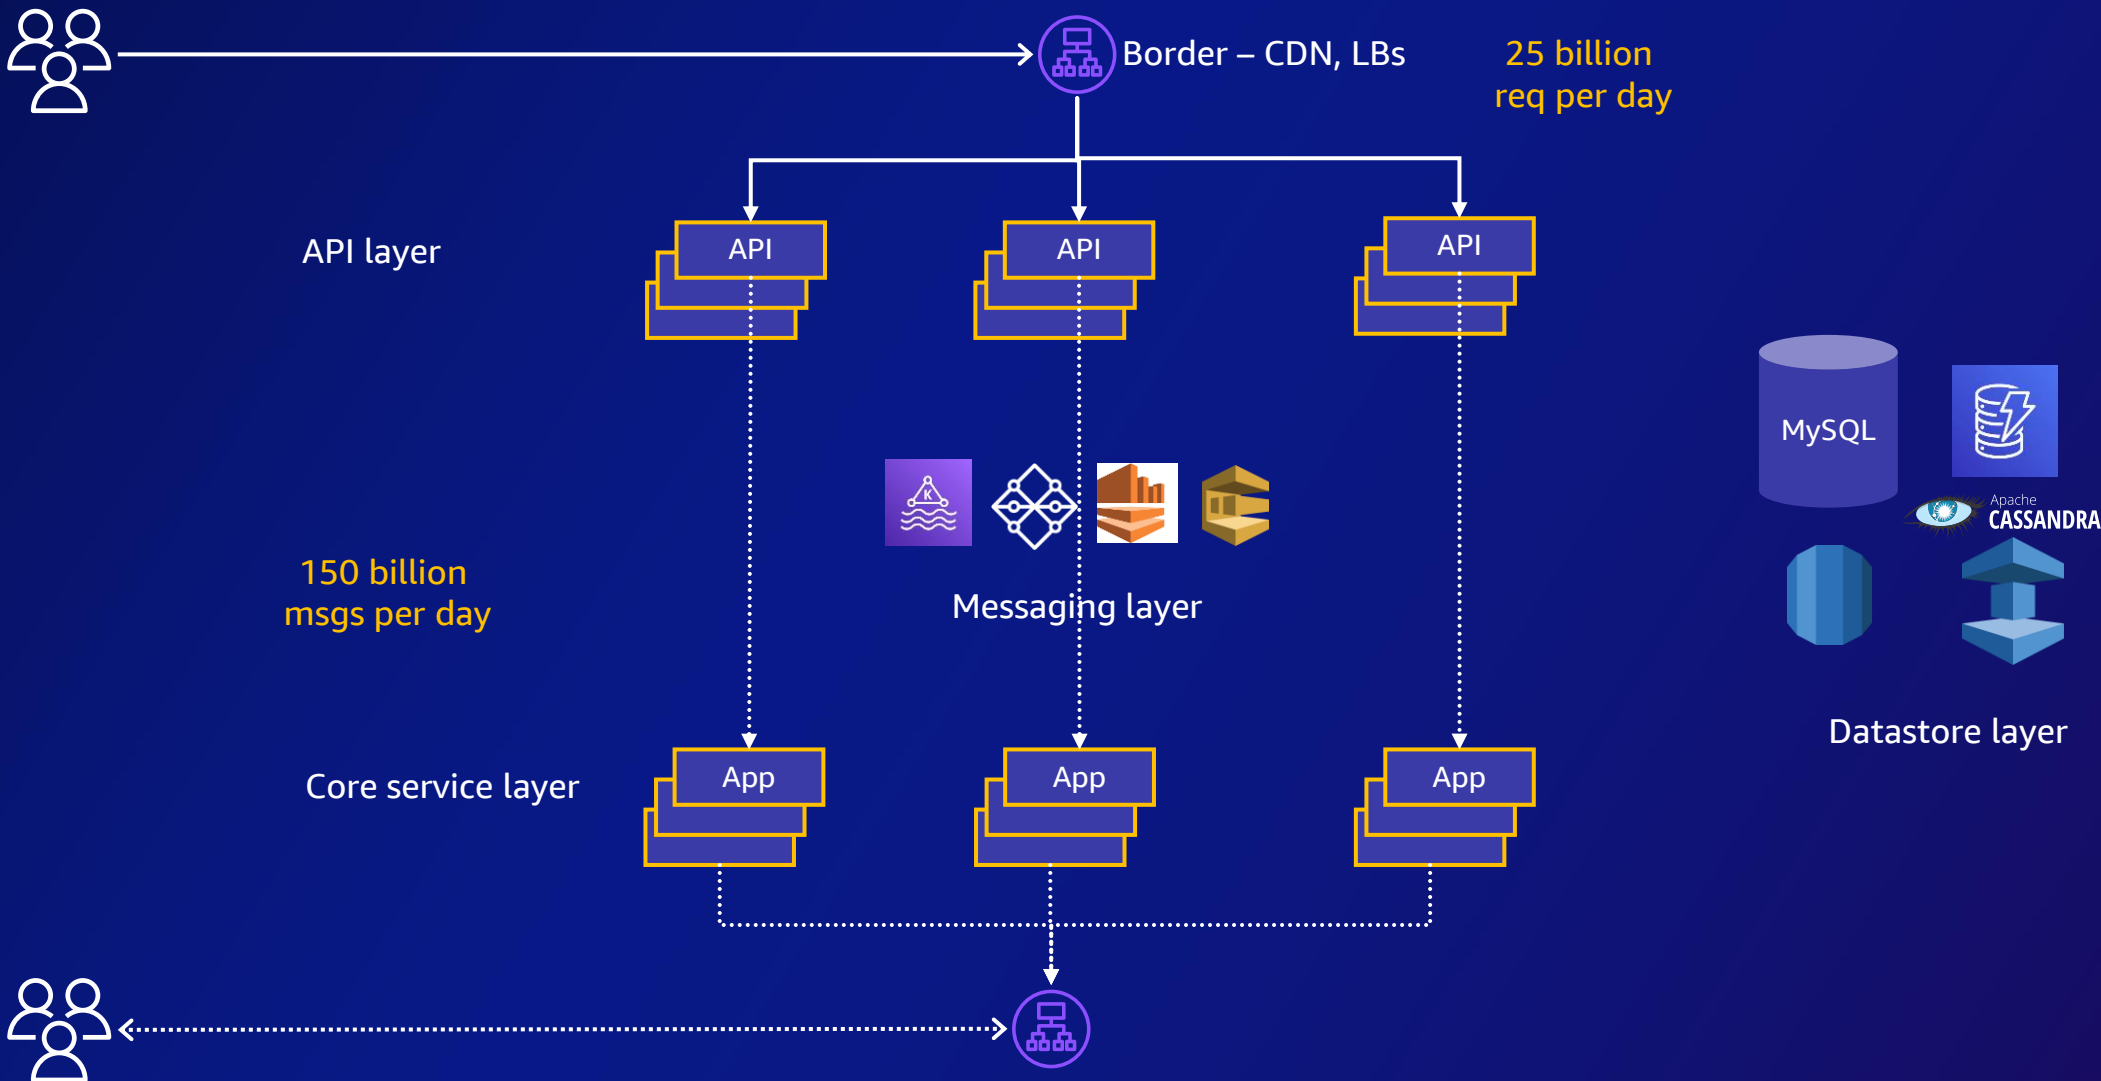 Border – CDN, LBs
25 billion
req per day
API layer
API
API
API
MySQL
K
Apache
CASSANDRA
150 billion
msgs per day
Messaging layer
Datastore layer
Core service layer
App
App
App